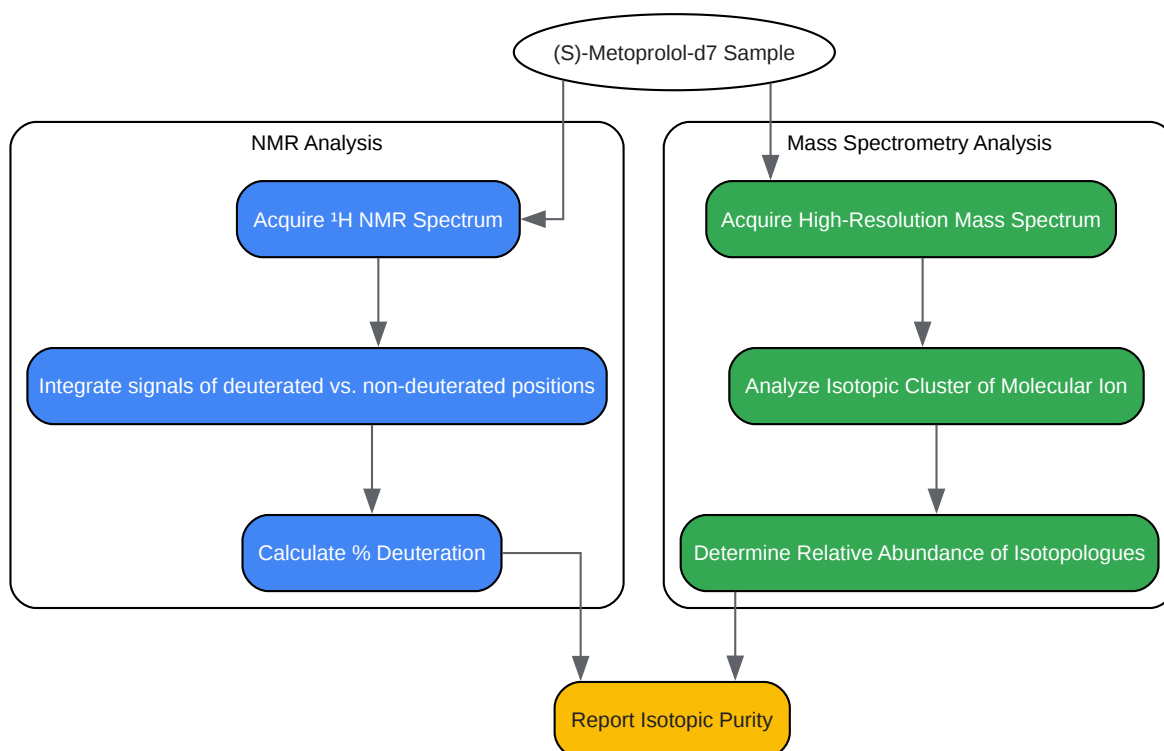 (S)-Metoprolol-d7 Sample
NMR Analysis
Acquire ¹H NMR Spectrum
Integrate signals of deuterated vs. non-deuterated positions
Calculate % Deuteration
Mass Spectrometry Analysis
Acquire High-Resolution Mass Spectrum
Analyze Isotopic Cluster of Molecular Ion
Determine Relative Abundance of Isotopologues
Report Isotopic Purity